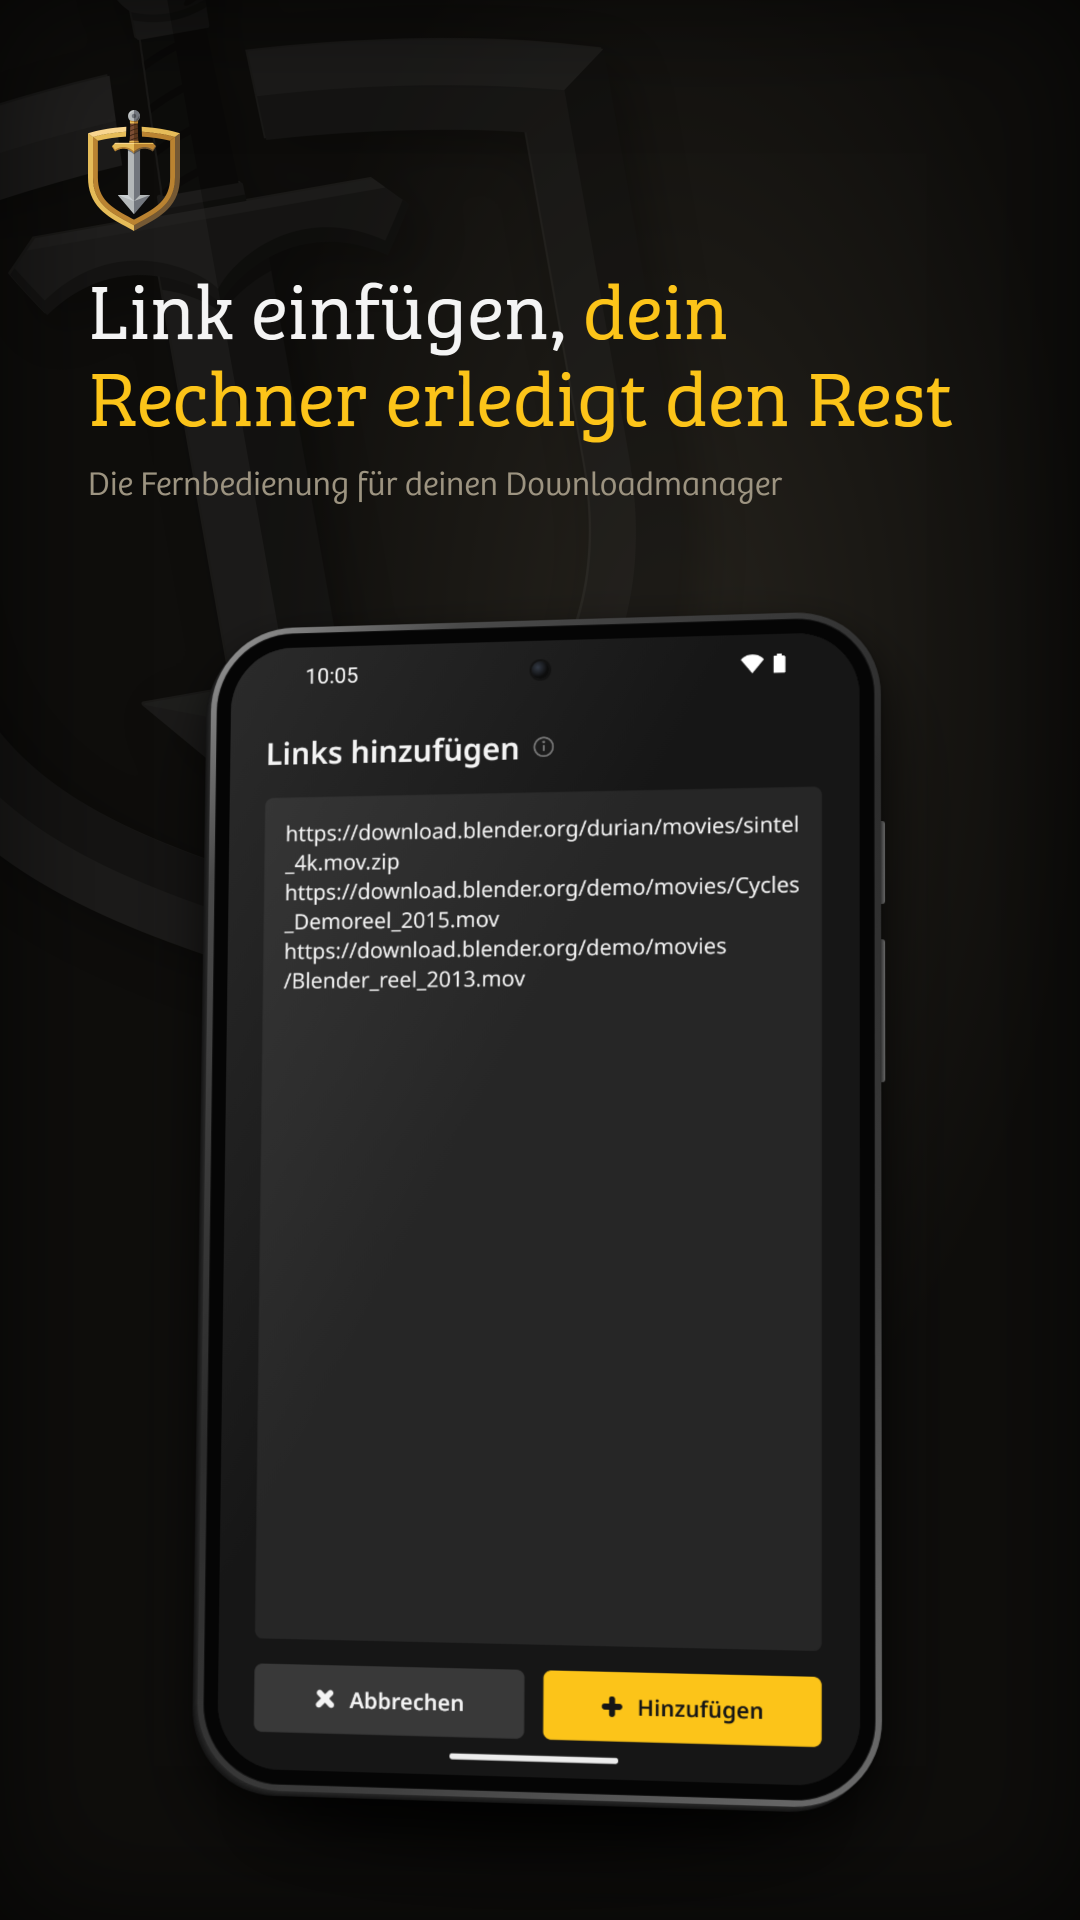 Link einfügen, dein
Rechner erledigt den Rest
Die Fernbedienung für deinen Downloadmanager
10:05
Links hinzufügen
https://download.blender.org/durian/movies/sintel
_4k.mov.zip
https://download.blender.org/demo/movies/Cycles
_Demoreel_2015.mov
https://download.blender.org/demo/movies
/Blender_reel_2013.mov
Abbrechen
Hinzufügen